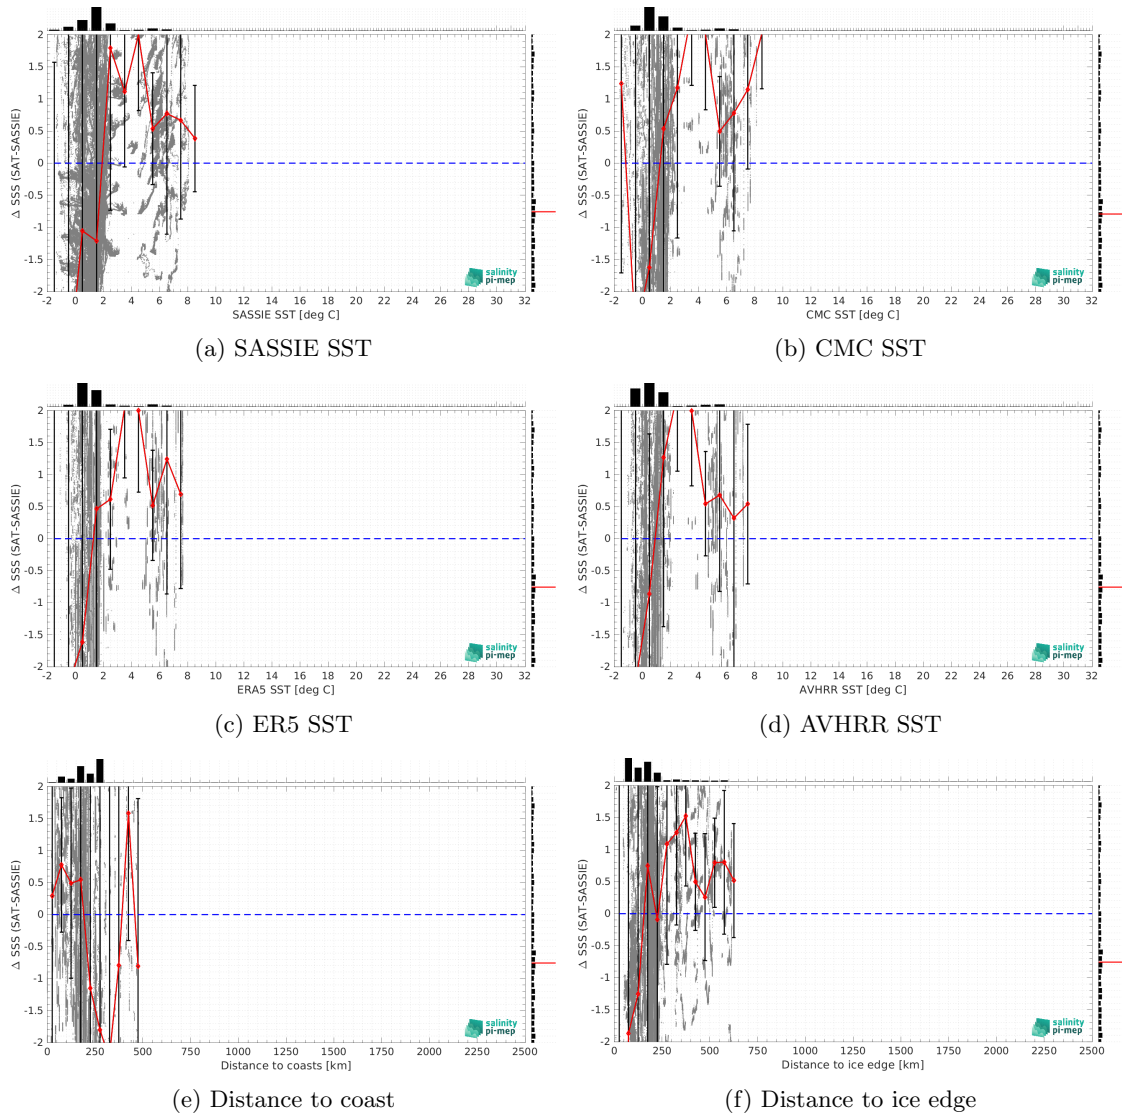 2
1.5
1
0.5
0
-0.5
-1
-1.5
-2
Δ SSS (SAT-SASSIE)
-2 0 2 4 6 8 10 12 14 16 18 20 22 24 26 28 30 32
SASSIE SST [deg C]
salinity
pi-mep
(a) SASSIE SST
2
1.5
1
0.5
0
-0.5
-1
-1.5
-2
Δ SSS (SAT-SASSIE)
-2 0 2 4 6 8 10 12 14 16 18 20 22 24 26 28 30 32
CMC SST [deg C]
salinity
pi-mep
(b) CMC SST
2
1.5
1
0.5
0
-0.5
-1
-1.5
-2
Δ SSS (SAT-SASSIE)
-2 0 2 4 6 8 10 12 14 16 18 20 22 24 26 28 30 32
ERA5 SST [deg C]
salinity
pi-mep
(c) ER5 SST
2
1.5
1
0.5
0
-0.5
-1
-1.5
-2
Δ SSS (SAT-SASSIE)
-2 0 2 4 6 8 10 12 14 16 18 20 22 24 26 28 30 32
AVHRR SST [deg C]
salinity
pi-mep
(d) AVHRR SST
2
1.5
1
0.5
0
-0.5
-1
-1.5
-2
Δ SSS (SAT-SASSIE)
0 250 500 750 1000 1250 1500 1750 2000 2250 2500
Distance to coasts [km]
salinity
pi-mep
(e) Distance to coast
2
1.5
1
0.5
0
-0.5
-1
-1.5
-2
Δ SSS (SAT-SASSIE)
0 250 500 750 1000 1250 1500 1750 2000 2250 2500
Distance to ice edge [km]
salinity
pi-mep
(f) Distance to ice edge